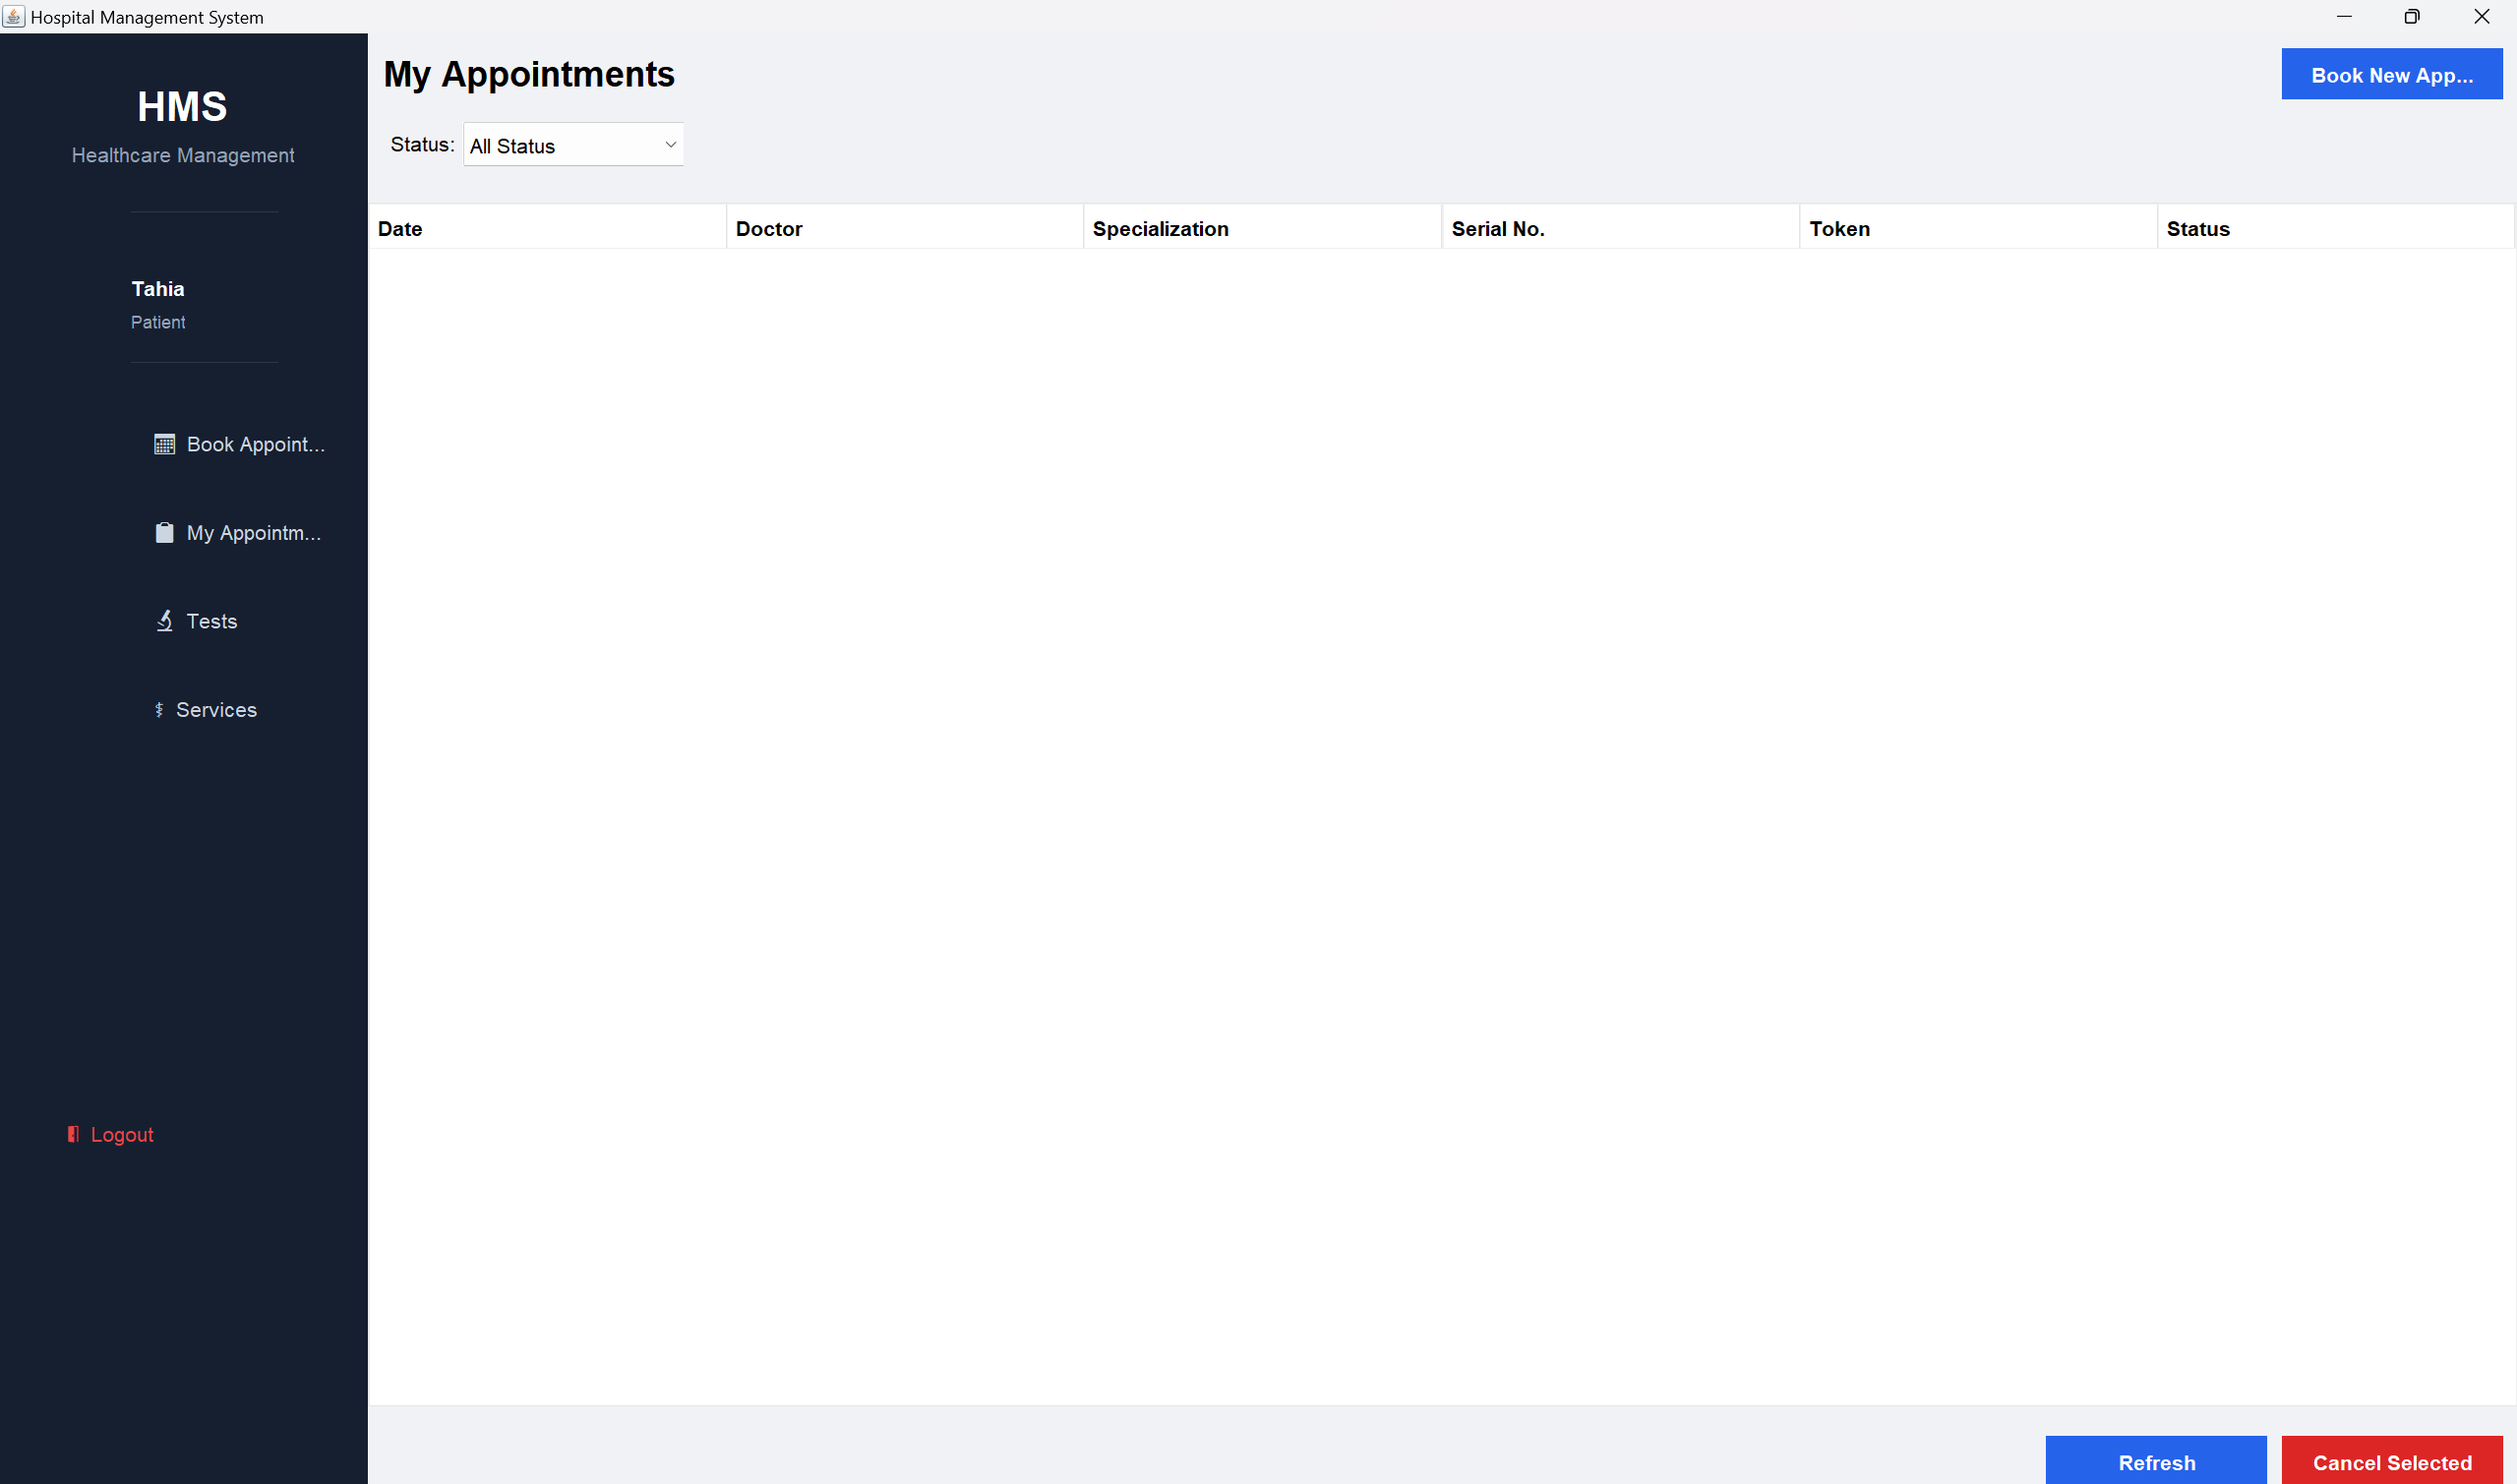 Hospital Management System
HMS
Healthcare Management
Tahia
Patient
Book Appoint...
My Appointm...
Tests
Services
Logout
My Appointments
Book New App...
Status: All Status
Date Doctor Specialization Serial No. Token Status
Refresh Cancel Selected